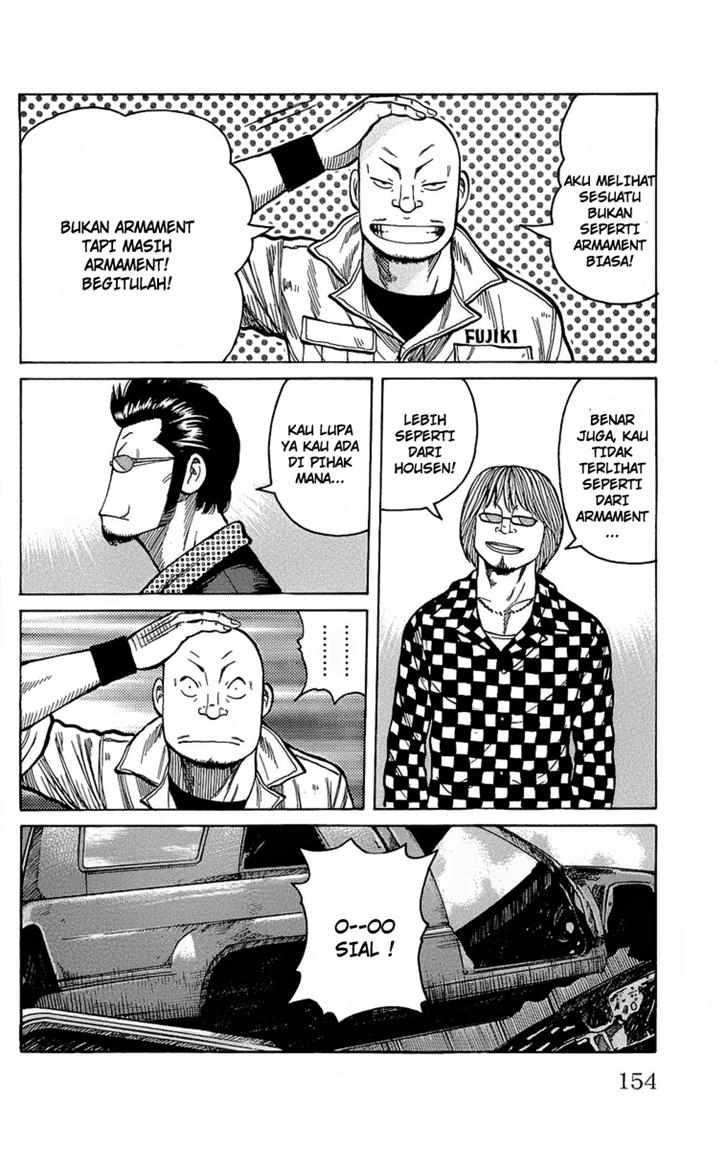 AKU MELIHAT
SESUATU
BUKAN
SEPERTI
ARMAMENT
BIASA!
BUKAN ARMAMENT
TAPI MASIH
ARMAMENT!
BEGITULAH!
FUJIKI
BENAR
JUGA, KAU
TIDAK
TERLIHAT
SEPERTI
DARI
ARMAMENT
...
LEBIH
SEPERTI
DARI
HOUSEN!
KAU LUPA
YA KAU ADA
DI PIHAK
MANA...
O--OO
SIAL !
154